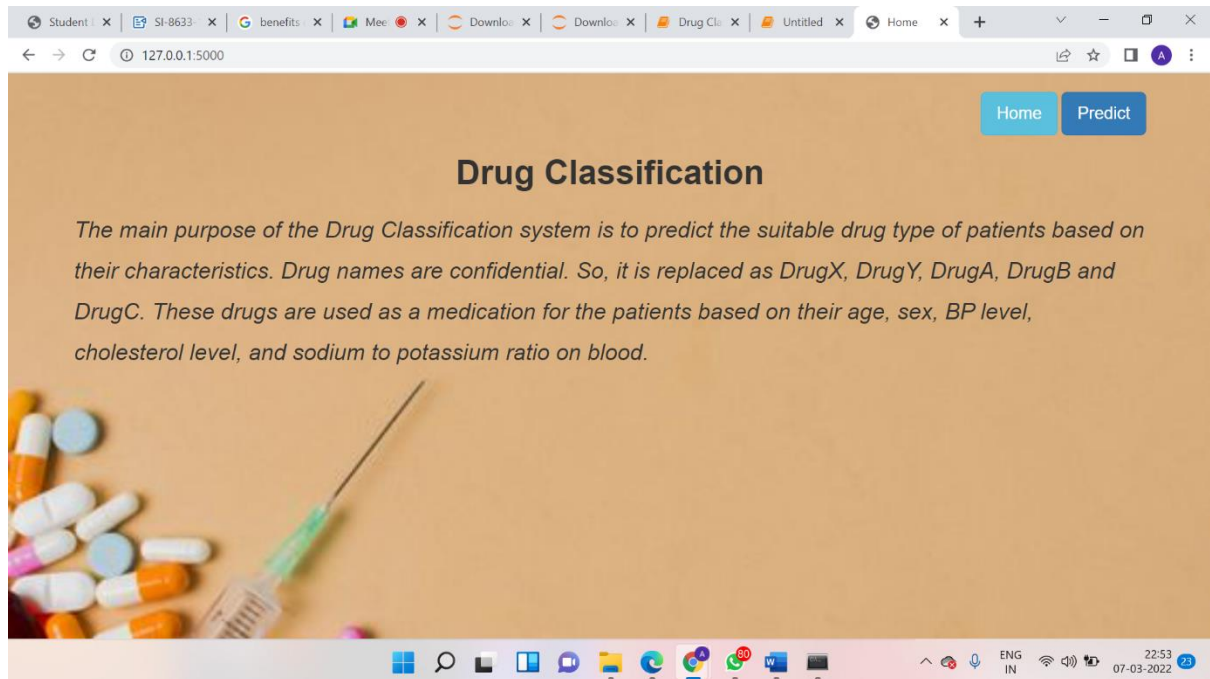 Student
SI-8633-
benefits
Mee
Downloa
Downloa
Drug Cla
Untitled
Home
127.0.0.1:5000
A
Home
Predict
Drug Classification
The main purpose of the Drug Classification system is to predict the suitable drug type of patients based on
their characteristics. Drug names are confidential. So, it is replaced as DrugX, DrugY, DrugA, DrugB and
DrugC. These drugs are used as a medication for the patients based on their age, sex, BP level,
cholesterol level, and sodium to potassium ratio on blood.
80
ENG
IN
22:53
07-03-2022
23